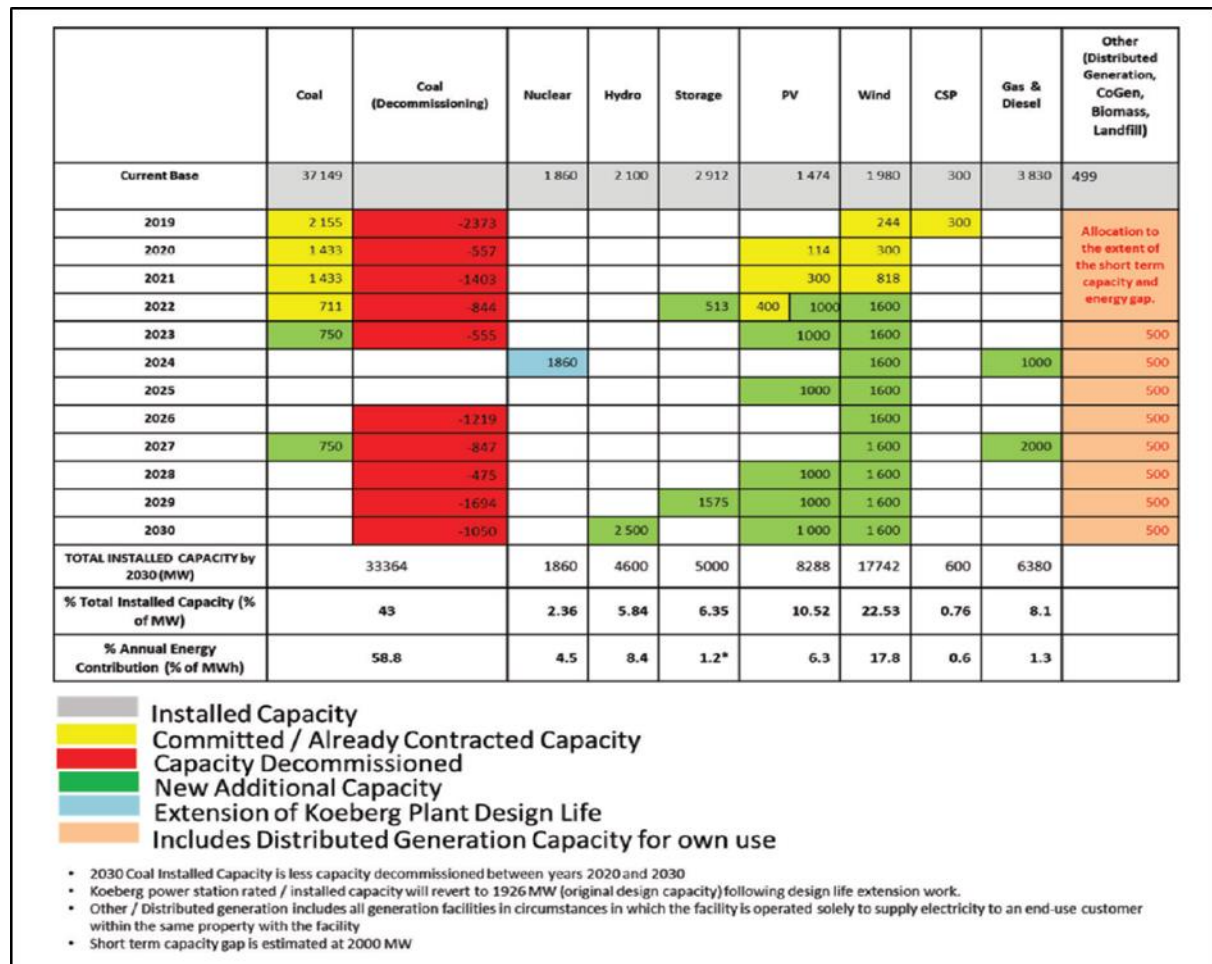 Coal
Coal (Decommissioning)
Nuclear
Hydro
Storage
PV
Wind
CSP
Gas & Diesel
Other (Distributed Generation, CoGen, Biomass, Landfill)
Current Base 37 149 1 860 2 100 2 912 1 474 1 980 300 3 830 499
2019 2 155 -2373 244 300
2020 1 433 -557 114 300
2021 1 433 -1403 300 818
2022 711 -844 513 400 1000 1600
Allocation to the extent of the short term capacity and energy gap.
2023 750 -555 1000 1600 500
2024 1860 1600 1000 500
2025 1000 1600 500
2026 -1219 1600 500
2027 750 -847 1 600 2000 500
2028 -475 1000 1 600 500
2029 -1694 1575 1000 1 600 500
2030 -1050 2 500 1 000 1 600 500
TOTAL INSTALLED CAPACITY by 2030 (MW) 33364 1860 4600 5000 8288 17742 600 6380
% Total Installed Capacity (% of MW) 43 2.36 5.84 6.35 10.52 22.53 0.76 8.1
% Annual Energy Contribution (% of MWh) 58.8 4.5 8.4 1.2* 6.3 17.8 0.6 1.3
Installed Capacity
Committed / Already Contracted Capacity
Capacity Decommissioned
New Additional Capacity
Extension of Koeberg Plant Design Life
Includes Distributed Generation Capacity for own use
• 2030 Coal Installed Capacity is less capacity decommissioned between years 2020 and 2030
• Koeberg power station rated / installed capacity will revert to 1926 MW (original design capacity) following design life extension work.
• Other / Distributed generation includes all generation facilities in circumstances in which the facility is operated solely to supply electricity to an end-use customer
within the same property with the facility
• Short term capacity gap is estimated at 2000 MW